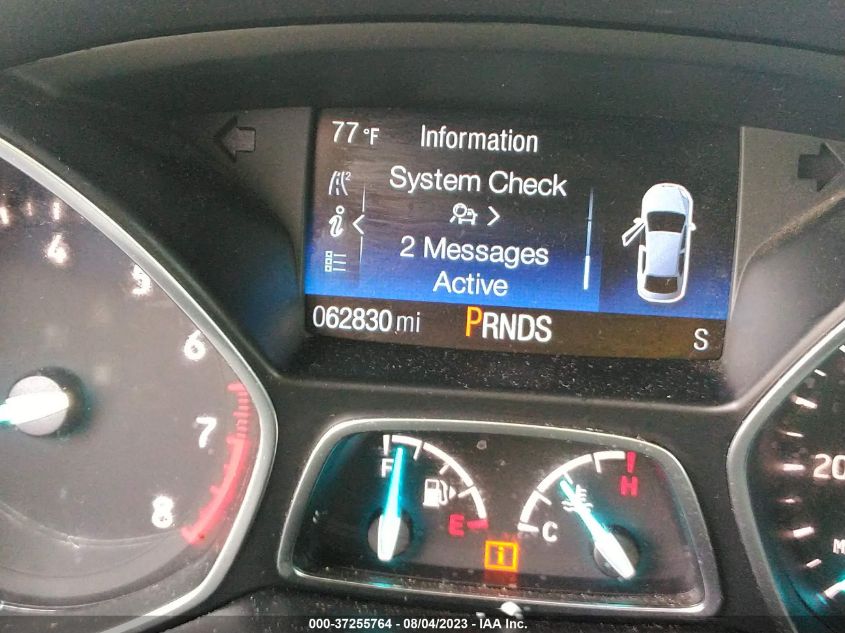 77 °F Information
System Check
2 Messages
Active
062830 mi PRNDS S
4
5
6
7
8
F
E
C
H
i
20
M
000-37255764 - 08/04/2023 - IAA Inc.